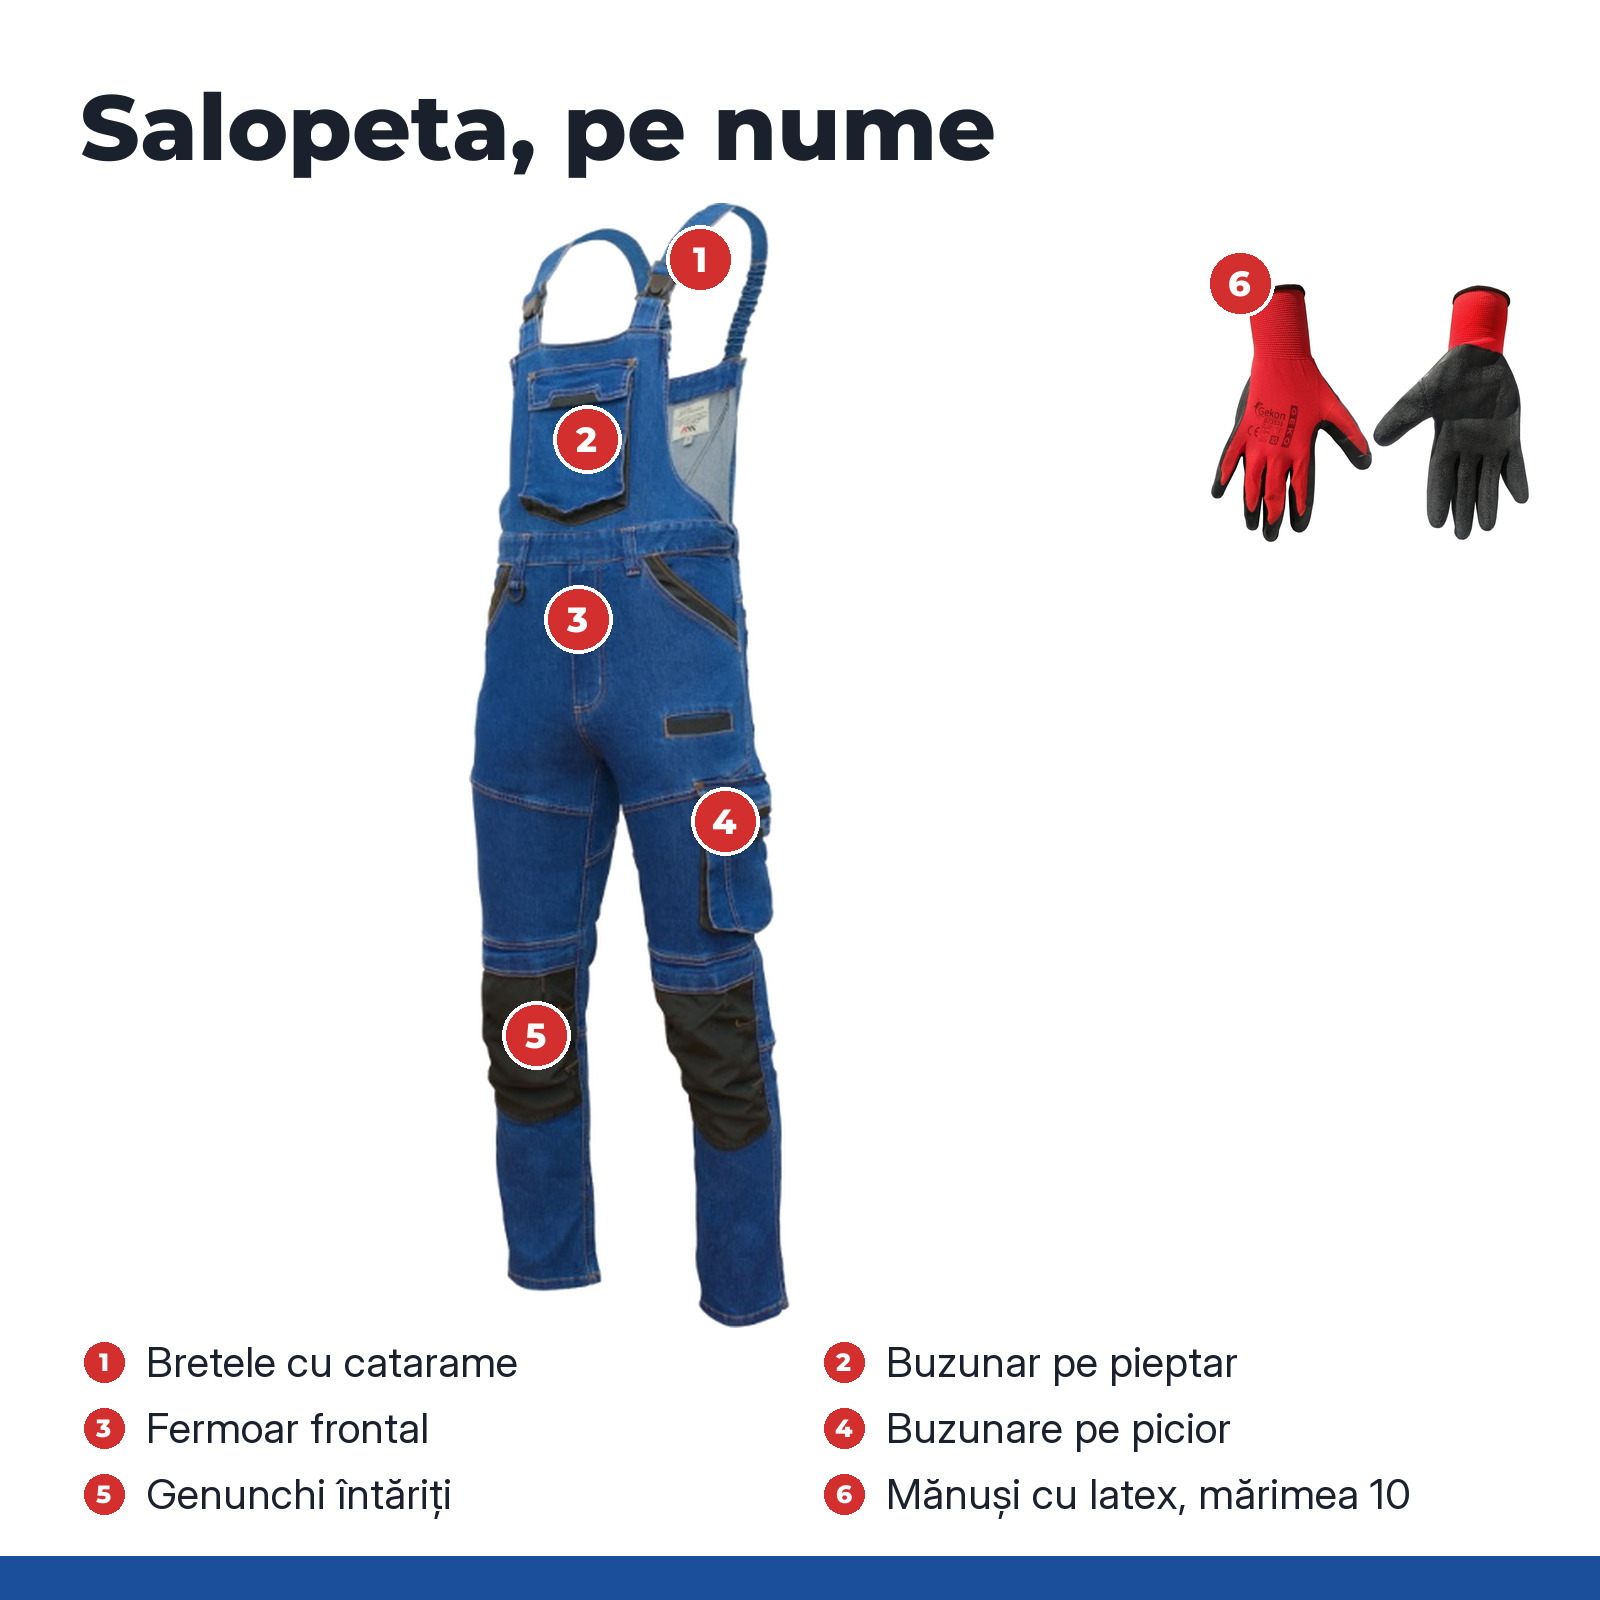 Salopeta, pe nume
1
6
Gekon
2
3
4
5
1 Bretele cu catarame
2 Buzunar pe pieptar
3 Fermoar frontal
4 Buzunare pe picior
5 Genunchi întăriți
6 Mănuși cu latex, mărimea 10